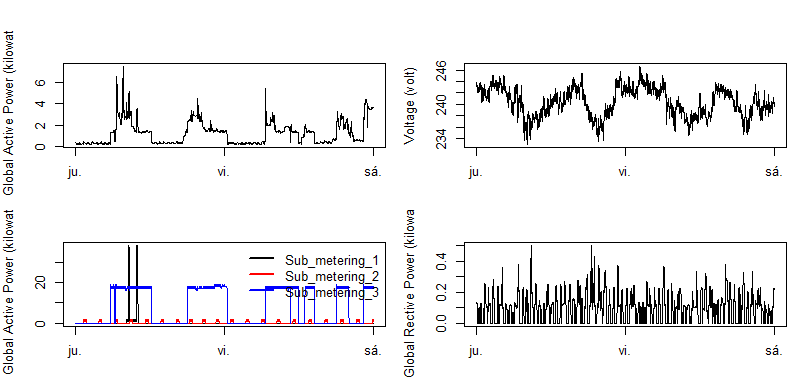 Global Active Power (kilowat
0 2 4 6
ju. vi. sá.
Voltage (volt)
234 240 246
ju. vi. sá.
Global Active Power (kilowat
0 20
Sub_metering_1
Sub_metering_2
Sub_metering_3
ju. vi. sá.
Global Rective Power (kilowa
0.0 0.2 0.4
ju. vi. sá.